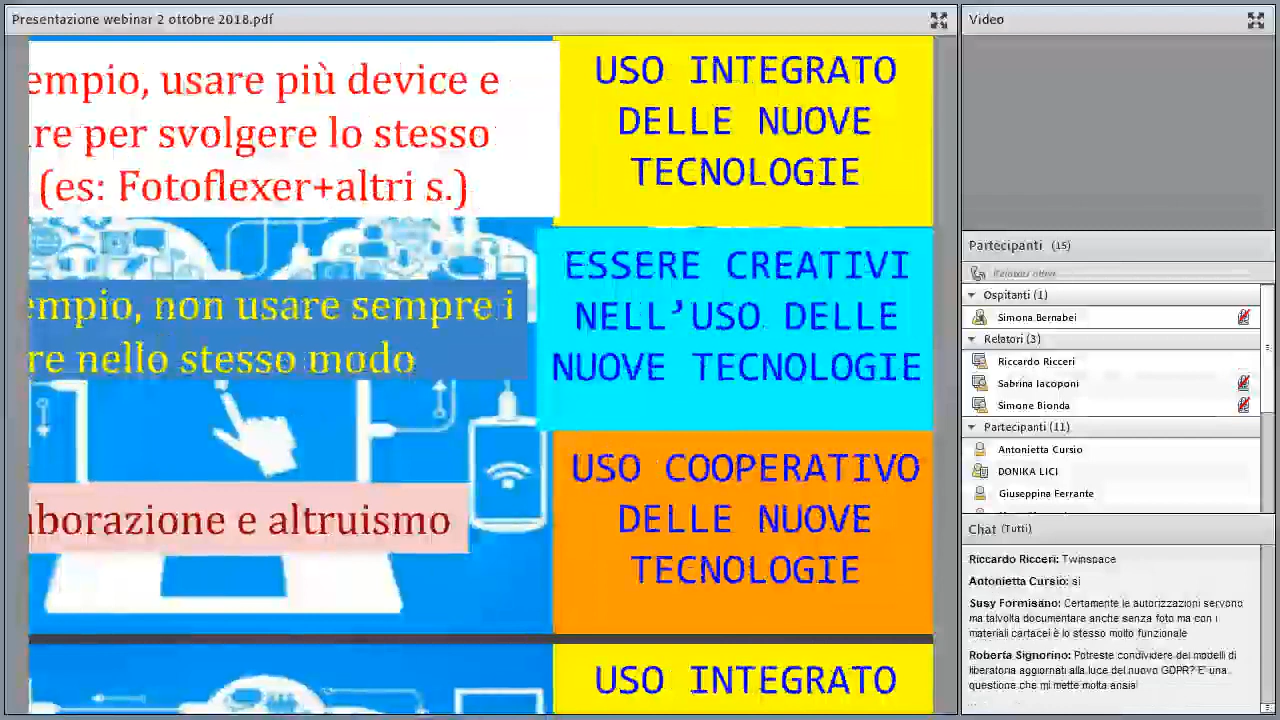 Presentazione webinar 2 ottobre 2018.pdf
empio, usare più device e
re per svolgere lo stesso
(es: Fotoflexer+altri s.)
USO INTEGRATO
DELLE NUOVE
TECNOLOGIE
empio, non usare sempre i
re nello stesso modo
ESSERE CREATIVI
NELL'USO DELLE
NUOVE TECNOLOGIE
aborazione e altruismo
USO COOPERATIVO
DELLE NUOVE
TECNOLOGIE
USO INTEGRATO
Video
Partecipanti (15)
Relatori attivi
Ospitanti (1)
Simona Bernabei
Relatori (3)
Riccardo Ricceri
Sabrina Iacoponi
Simone Bionda
Partecipanti (11)
Antonietta Cursio
DONIKA LICI
Giuseppina Ferrante
Chat (Tutti)
Riccardo Ricceri: Twinspace
Antonietta Cursio: si
Susy Formisano: Certamente le autorizzazioni servono
ma talvolta documentare anche senza foto ma con i
materiali cartacei è lo stesso molto funzionale
Roberta Signorino: Potreste condividere dei modelli di
liberatoria aggiornati alla luce del nuovo GDPR? E' una
questione che mi mette molta ansia!